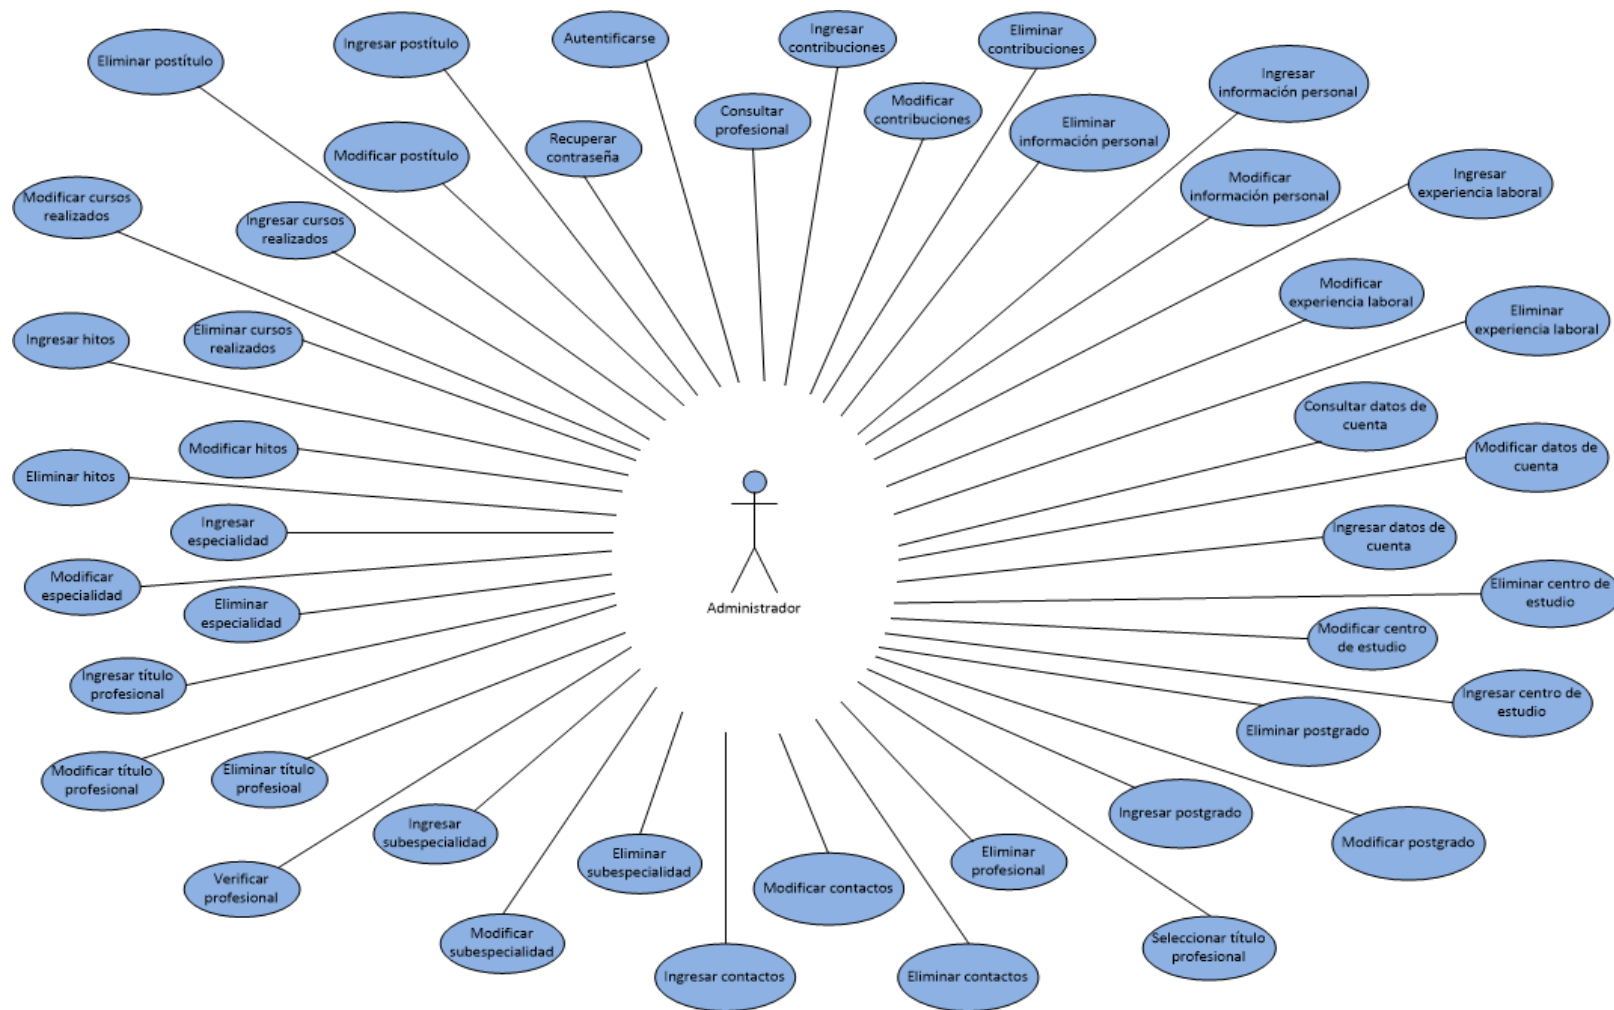 Eliminar postítulo
Ingresar postítulo
Autentificarse
Ingresar
contribuciones
Eliminar
contribuciones
Ingresar
información personal
Modificar postítulo
Recuperar
contraseña
Consultar
profesional
Modificar
contribuciones
Eliminar
información personal
Modificar
información personal
Ingresar
experiencia laboral
Modificar cursos
realizados
Ingresar cursos
realizados
Modificar
experiencia laboral
Eliminar
experiencia laboral
Ingresar hitos
Eliminar cursos
realizados
Consultar datos de
cuenta
Modificar datos de
cuenta
Modificar hitos
Eliminar hitos
Ingresar
especialidad
Ingresar datos de
cuenta
Modificar
especialidad
Eliminar
especialidad
Administrador
Eliminar centro de
estudio
Modificar centro
de estudio
Ingresar título
profesional
Ingresar centro de
estudio
Eliminar postgrado
Modificar título
profesional
Eliminar título
profesioal
Ingresar
subespecialidad
Ingresar postgrado
Modificar postgrado
Verificar
profesional
Eliminar
subespecialidad
Modificar contactos
Eliminar
profesional
Modificar
subespecialidad
Ingresar contactos
Eliminar contactos
Seleccionar título
profesional